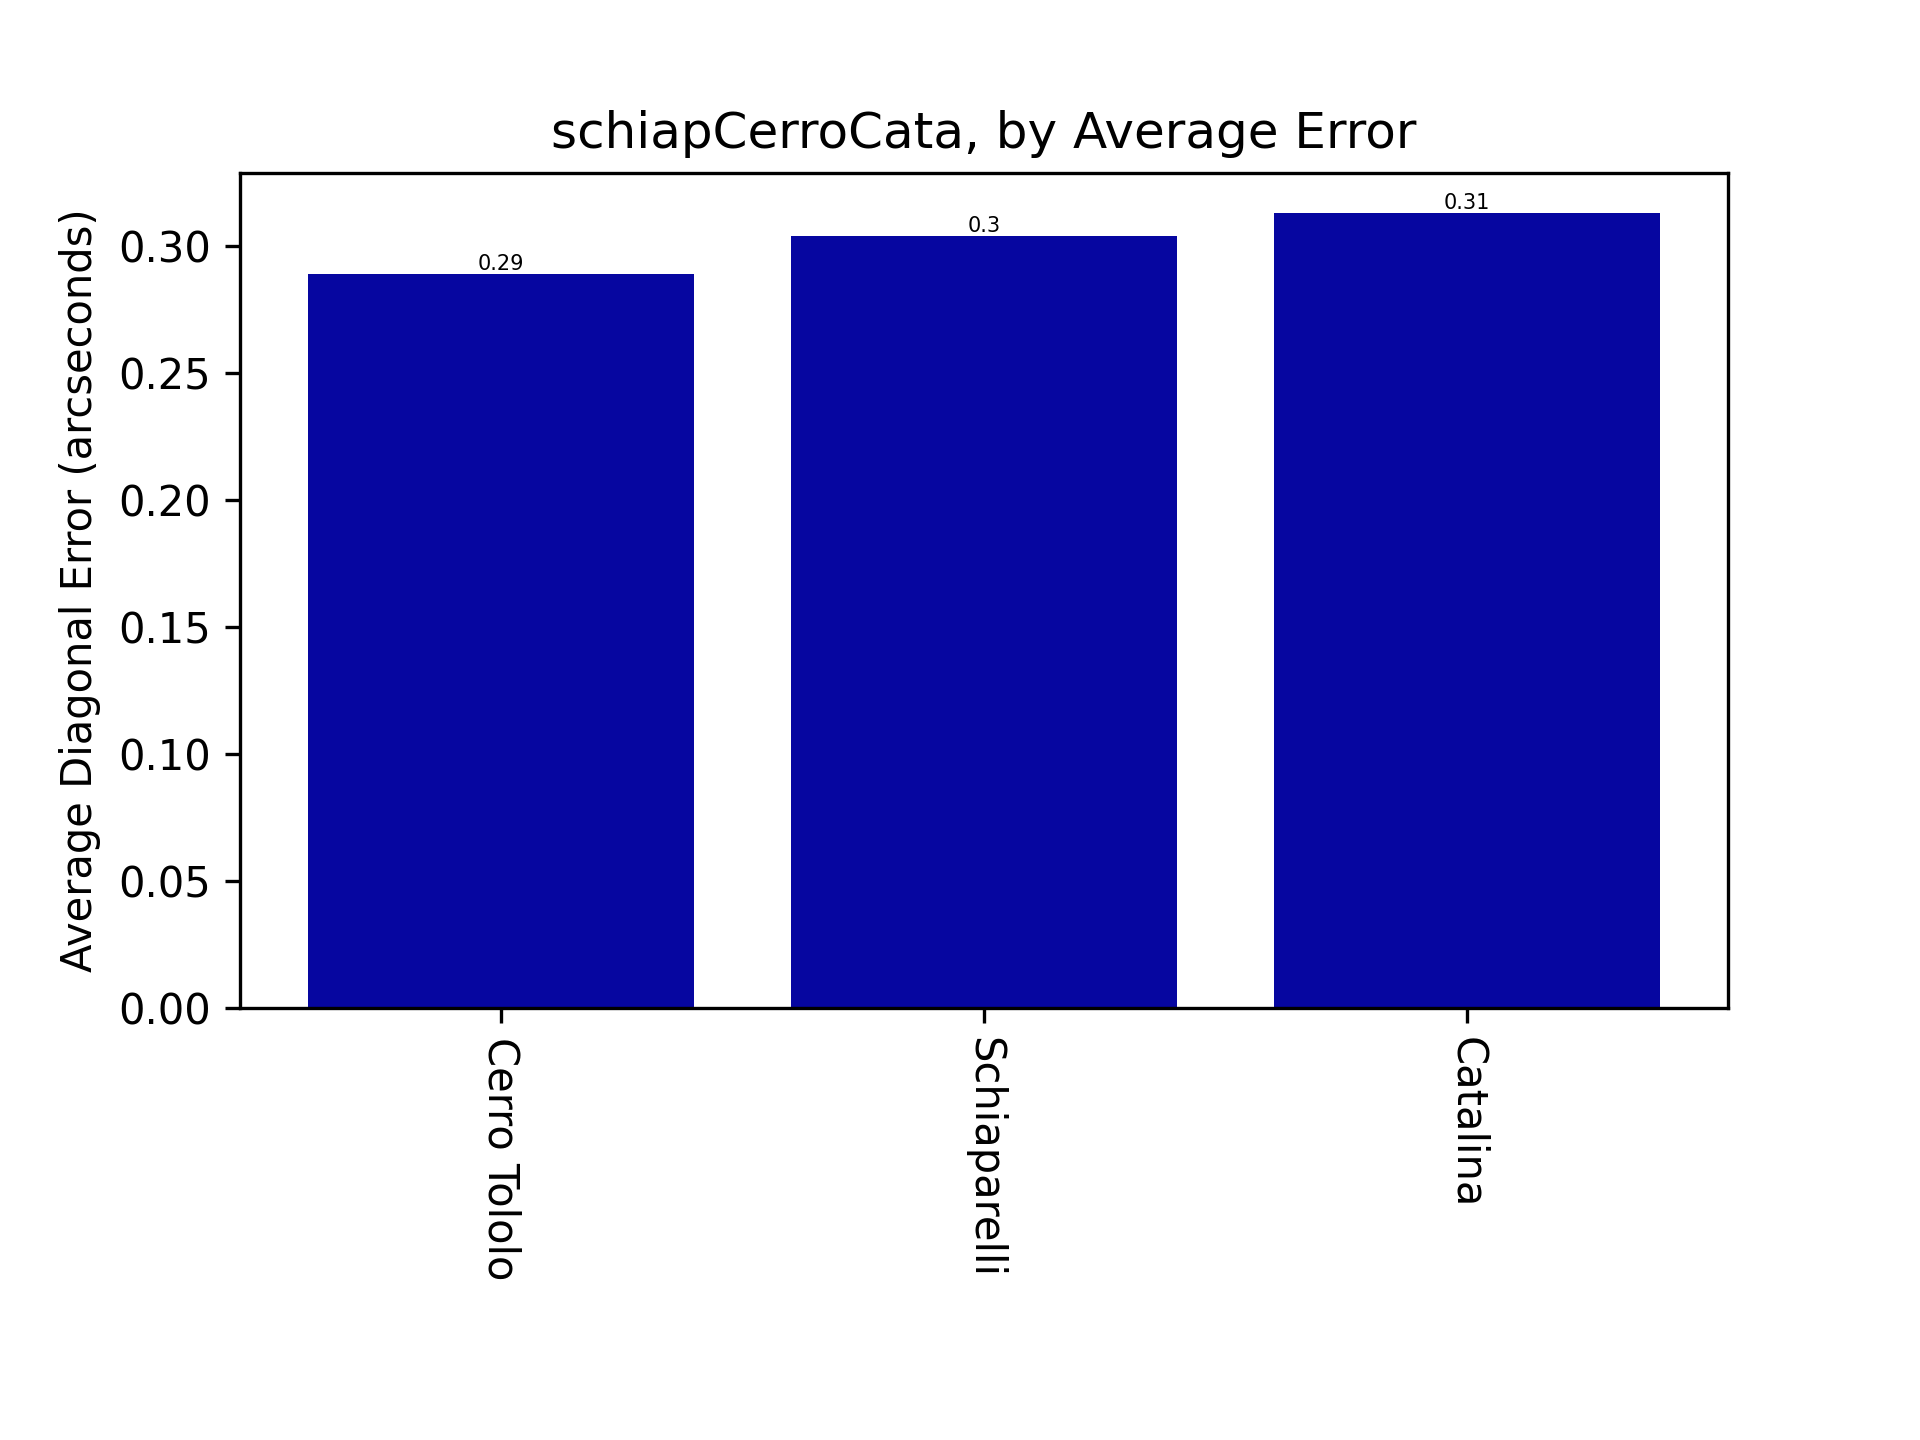 schiapCerroCata, by Average Error
Average Diagonal Error (arcseconds)
0.30
0.25
0.20
0.15
0.10
0.05
0.00
0.29
0.3
0.31
Cerro Tololo
Schiaparelli
Catalina